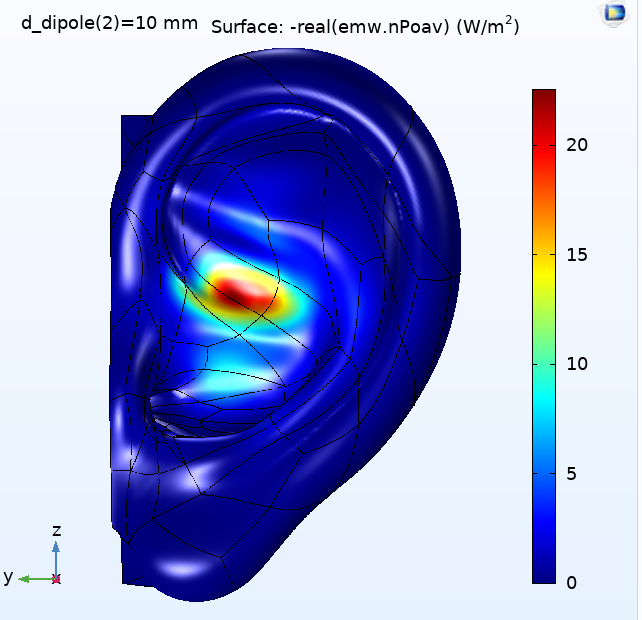 d_dipole(2)=10 mm Surface: -real(emw.nPoav) (W/m²)
20
15
10
5
0
z
y
x